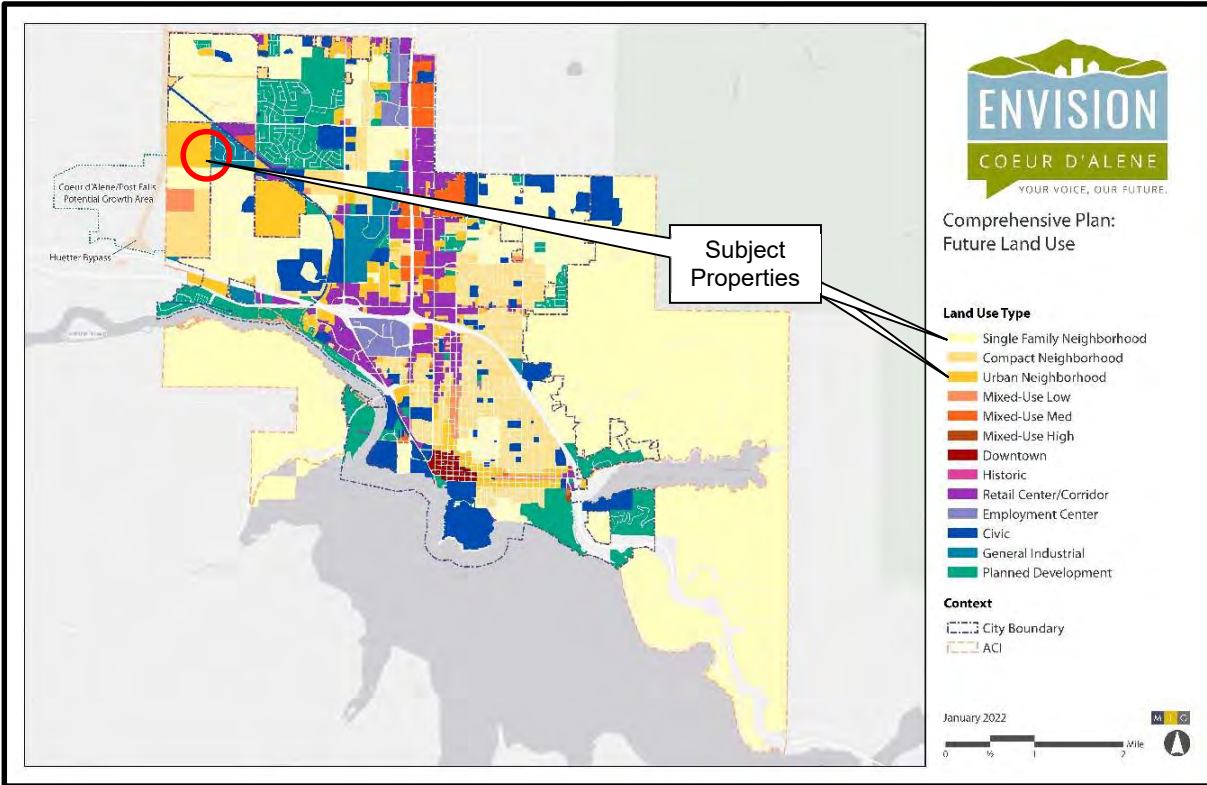 Coeur d'Alene/Post Falls
Potential Growth Area
Huetter Bypass
Subject
Properties
ENVISION
COEUR D'ALENE
YOUR VOICE, OUR FUTURE.
Comprehensive Plan:
Future Land Use
Land Use Type
Single Family Neighborhood
Compact Neighborhood
Urban Neighborhood
Mixed-Use Low
Mixed-Use Med
Mixed-Use High
Downtown
Historic
Retail Center/Corridor
Employment Center
Civic
General Industrial
Planned Development
Context
City Boundary
ACI
January 2022
M I G
0 ½ 1 2 Mile